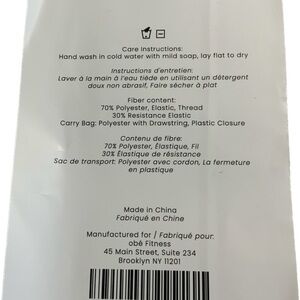 Care Instructions:
Hand wash in cold water with mild soap, lay flat to dry
Instructions d'entretien:
Laver à la main à l'eau tiède en utilisant un détergent
doux non abrasif, Faire sécher à plat
Fiber content:
70% Polyester, Elastic, Thread
30% Resistance Elastic
Carry Bag: Polyester with Drawstring, Plastic Closure
Contenu de fibre:
70% Polyester, Élastique, Fil
30% Élastique de résistance
Sac de transport: Polyester avec cordon, La fermeture
en plastique
Made in China
Fabriqué en Chine
Manufactured for / Fabriqué pour:
obé Fitness
45 Main Street, Suite 234
Brooklyn NY 11201